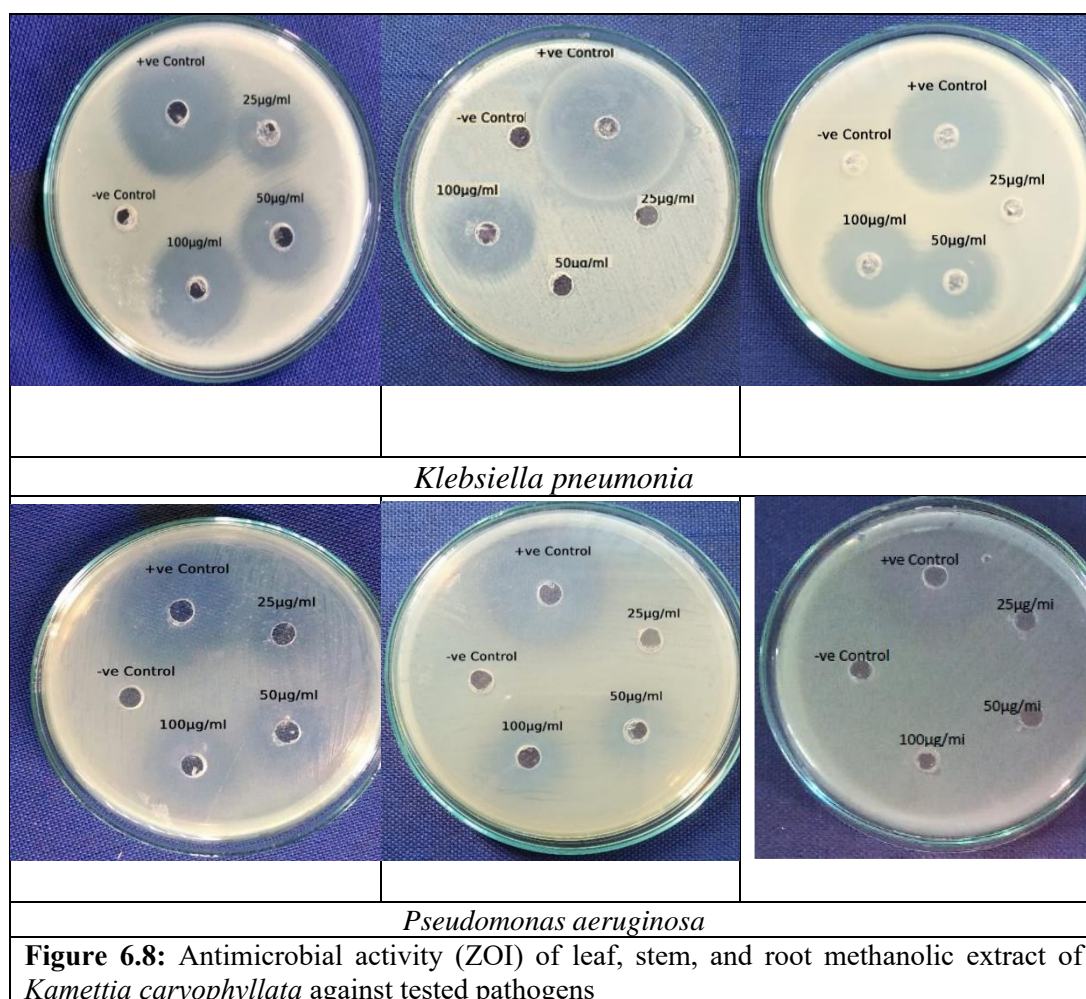 +ve Control
25µg/ml
-ve Control
50µg/ml
100µg/ml
+ve Control
-ve Control
100µg/ml
25µg/ml
50µg/ml
+ve Control
-ve Control
25µg/ml
100µg/ml
50µg/ml
Klebsiella pneumonia
+ve Control
25µg/ml
-ve Control
50µg/ml
100µg/ml
+ve Control
25µg/ml
-ve Control
50µg/ml
100µg/ml
+ve Control
25µg/mi
-ve Control
50µg/mi
100µg/mi
Pseudomonas aeruginosa
Figure 6.8: Antimicrobial activity (ZOI) of leaf, stem, and root methanolic extract of
Kamettia caryophyllata against tested pathogens